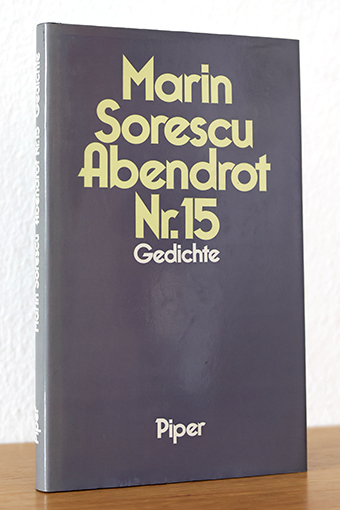 Marin
Sorescu
Abendrot
Nr. 15
Gedichte
Piper
Marin Sorescu Abendrot Nr. 15 Gedichte
Piper